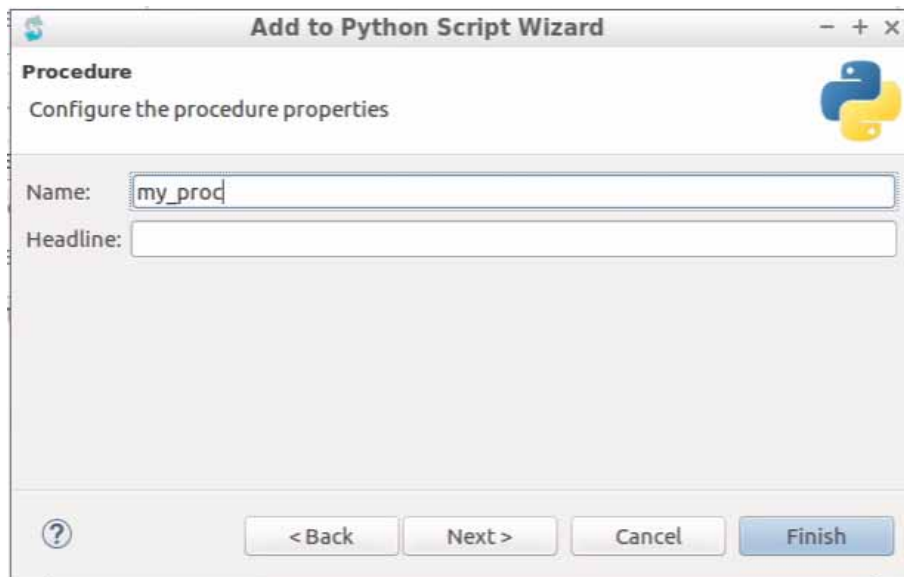 Add to Python Script Wizard
Procedure
Configure the procedure properties
Name: my_proc
Headline:
? < Back Next > Cancel Finish